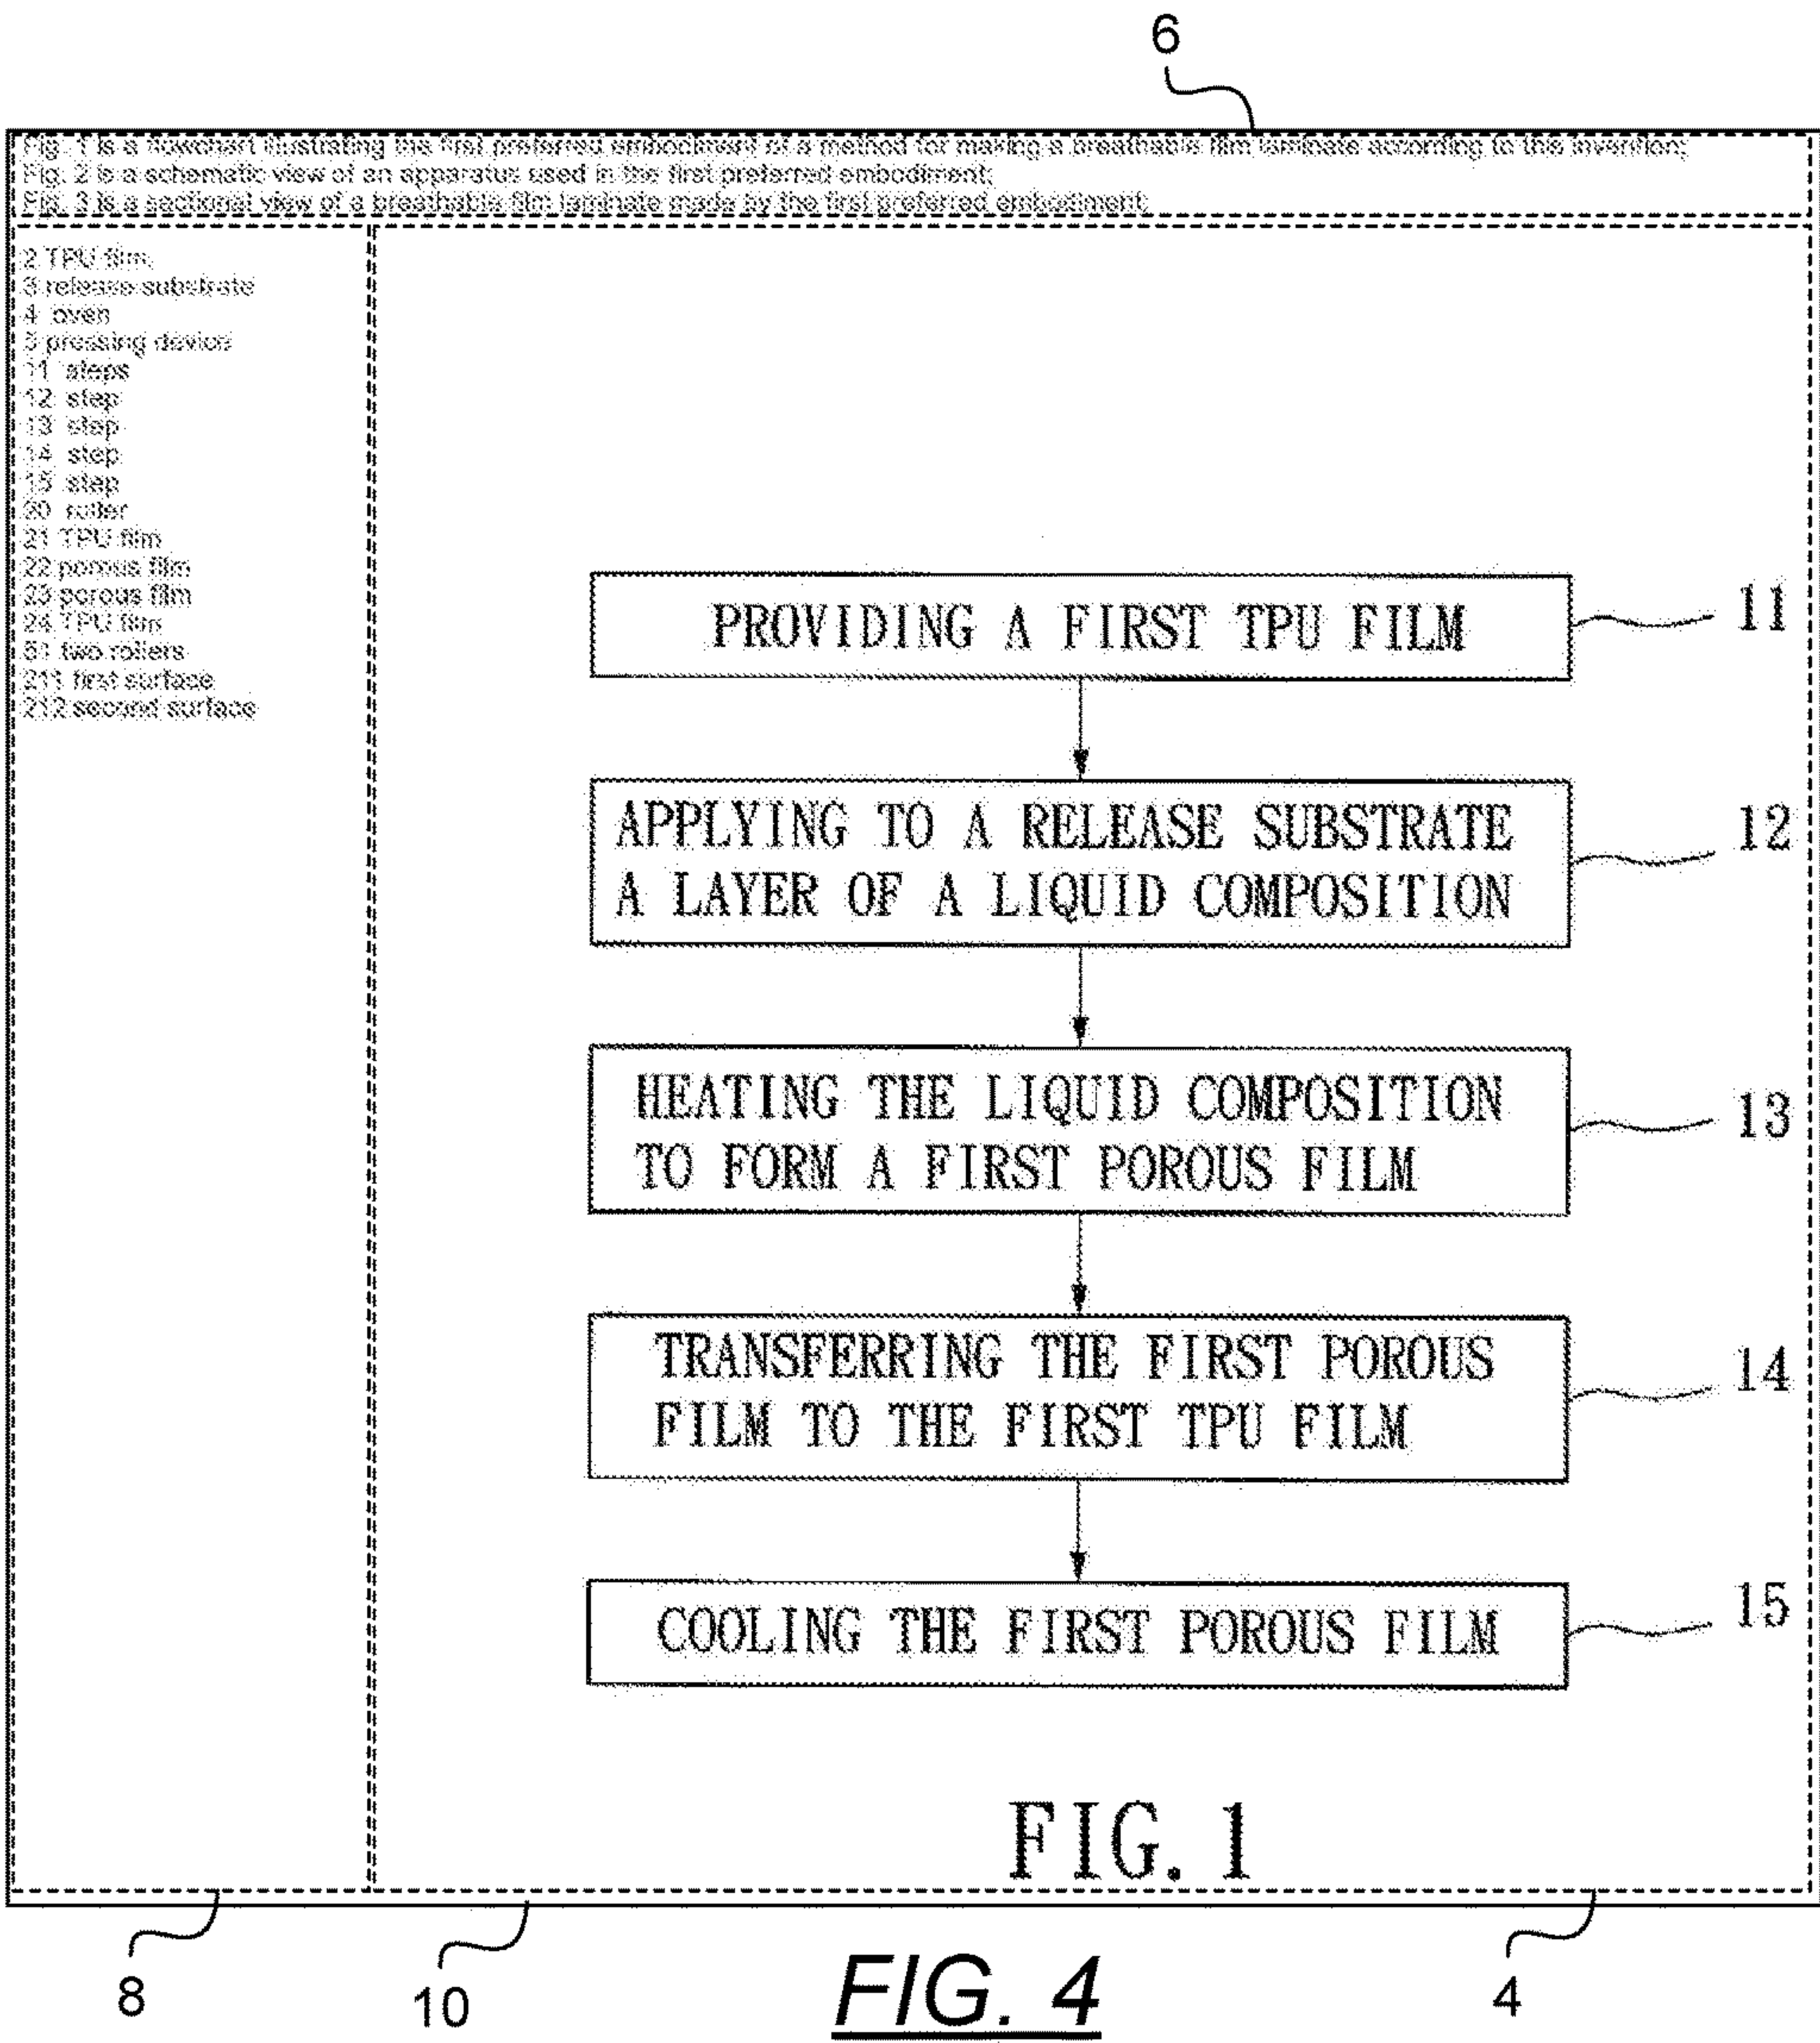 6
Fig. 1 is a flowchart illustrating the first preferred embodiment of a method for making a breathable film laminate according to this invention;
Fig. 2 is a schematic view of an apparatus used in the first preferred embodiment;
Fig. 3 is a sectional view of a breathable film laminate made by the first preferred embodiment;
2 TPU film
3 release substrate
4 oven
5 pressing device
11 steps
12 step
13 step
14 step
15 step
20 roller
21 TPU film
22 porous film
23 porous film
24 TPU film
51 two rollers
211 first surface
212 second surface
PROVIDING A FIRST TPU FILM
11
APPLYING TO A RELEASE SUBSTRATE
A LAYER OF A LIQUID COMPOSITION
12
HEATING THE LIQUID COMPOSITION
TO FORM A FIRST POROUS FILM
13
TRANSFERRING THE FIRST POROUS
FILM TO THE FIRST TPU FILM
14
COOLING THE FIRST POROUS FILM
15
FIG. 1
8
10
4
FIG. 4